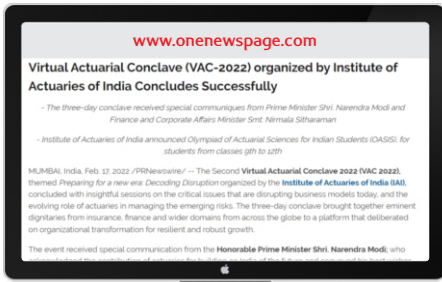 www.onenewspage.com
Virtual Actuarial Conclave (VAC-2022) organized by Institute of
Actuaries of India Concludes Successfully
- The three-day conclave received special communiques from Prime Minister Shri. Narendra Modi and
Finance and Corporate Affairs Minister Smt. Nirmala Sitharaman
- Institute of Actuaries of India announced Olympiad of Actuarial Sciences for Indian Students (OASIS), for
students from classes 9th to 12th
MUMBAI, India, Feb. 17, 2022 /PRNewswire/ -- The Second Virtual Actuarial Conclave 2022 (VAC 2022),
themed Preparing for a new era: Decoding Disruption organized by the Institute of Actuaries of India (IAI),
concluded with insightful sessions on the critical issues that are disrupting business models today, and the
evolving role of actuaries in managing the emerging risks. The three-day conclave brought together eminent
dignitaries from insurance, finance and wider domains from across the globe to a platform that deliberated
on organizational transformation for resilient and robust growth.
The event received special communication from the Honorable Prime Minister Shri. Narendra Modi; who